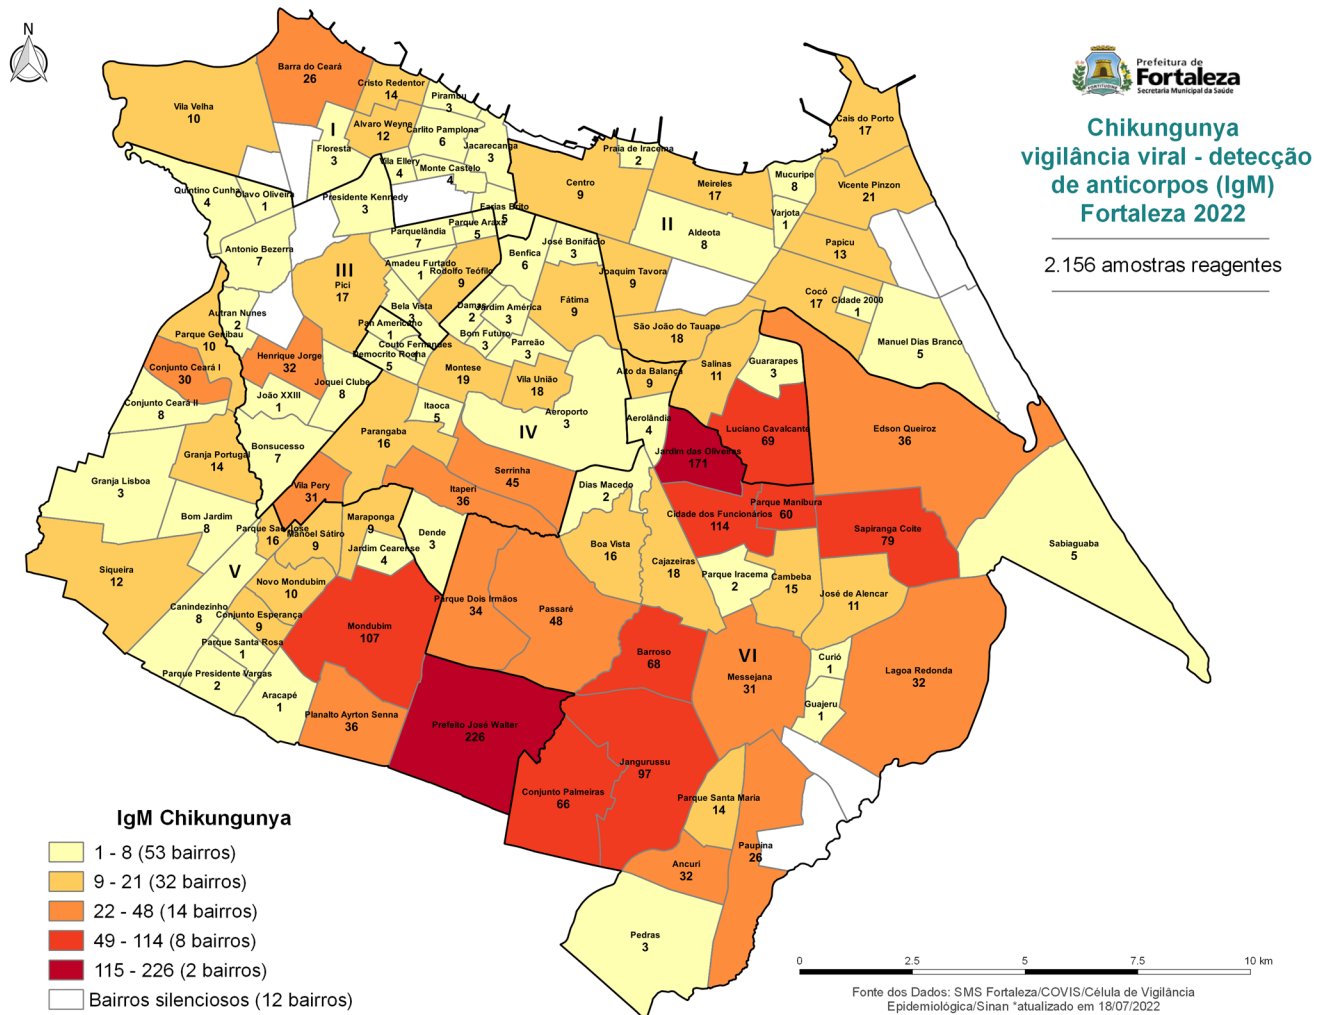 N
Prefeitura de
Fortaleza
Secretaria Municipal da Saúde
Chikungunya
vigilância viral - detecção
de anticorpos (IgM)
Fortaleza 2022
2.156 amostras reagentes
Barra do Ceará
26
Vila Velha
10
Cristo Redentor
14
Pirambu
3
I
Floresta
3
Alvaro Weyne
12
Carlito Pamplona
6
Jacarecanga
3
Vila Ellery
4
Monte Castelo
4
Cais do Porto
17
Praia de Iracema
2
Centro
9
Meireles
17
Mucuripe
8
Vicente Pinzon
21
Varjota
1
II
Aldeota
8
Papicu
13
Quintino Cunha
4
Olavo Oliveira
1
Presidente Kennedy
3
Farias Brito
5
Parque Araxá
5
Parquelândia
7
Antonio Bezerra
7
Benfica
6
José Bonifácio
3
Joaquim Tavora
9
III
Pici
17
Amadeu Furtado
1
Rodolfo Teófilo
9
Cocó
17
Cidade 2000
1
Autran Nunes
2
Bela Vista
3
Damas
2
Jardim América
3
Fátima
9
Parque Genibau
10
Pan Americano
1
Couto Fernandes
Bom Futuro
3
Parreão
3
São João do Tauape
18
Manuel Dias Branco
5
Henrique Jorge
32
Democrito Rocha
5
Conjunto Ceará I
30
Joquei Clube
8
Montese
19
Vila União
18
Alto da Balança
9
Salinas
11
Guararapes
3
João XXIII
1
Conjunto Ceará II
8
Itaoca
5
Aeroporto
3
IV
Aerolândia
4
Luciano Cavalcante
69
Edson Queiroz
36
Parangaba
16
Bonsucesso
7
Granja Portugal
14
Jardim das Oliveiras
171
Granja Lisboa
3
Serrinha
45
Vila Pery
31
Itaperi
36
Dias Macedo
2
Parque Manibura
60
Cidade dos Funcionários
114
Bom Jardim
8
Parque São José
16
Manoel Sátiro
9
Maraponga
9
Dende
3
Jardim Cearense
4
Sapiranga Coite
79
Boa Vista
16
Sabiaguaba
5
Siqueira
12
V
Cajazeiras
18
Parque Iracema
2
Cambeba
15
José de Alencar
11
Novo Mondubim
10
Canindezinho
8
Conjunto Esperança
9
Parque Dois Irmãos
34
Passaré
48
Mondubim
107
Parque Santa Rosa
1
Barroso
68
VI
Messejana
31
Curió
1
Lagoa Redonda
32
Parque Presidente Vargas
2
Aracapé
1
Guajeru
1
Planalto Ayrton Senna
36
Prefeito José Walter
226
Jangurussu
97
Conjunto Palmeiras
66
Parque Santa Maria
14
Paupina
26
Ancuri
32
Pedras
3
IgM Chikungunya
1 - 8 (53 bairros)
9 - 21 (32 bairros)
22 - 48 (14 bairros)
49 - 114 (8 bairros)
115 - 226 (2 bairros)
Bairros silenciosos (12 bairros)
0 2.5 5 7.5 10 km
Fonte dos Dados: SMS Fortaleza/COVIS/Célula de Vigilância
Epidemiológica/Sinan *atualizado em 18/07/2022